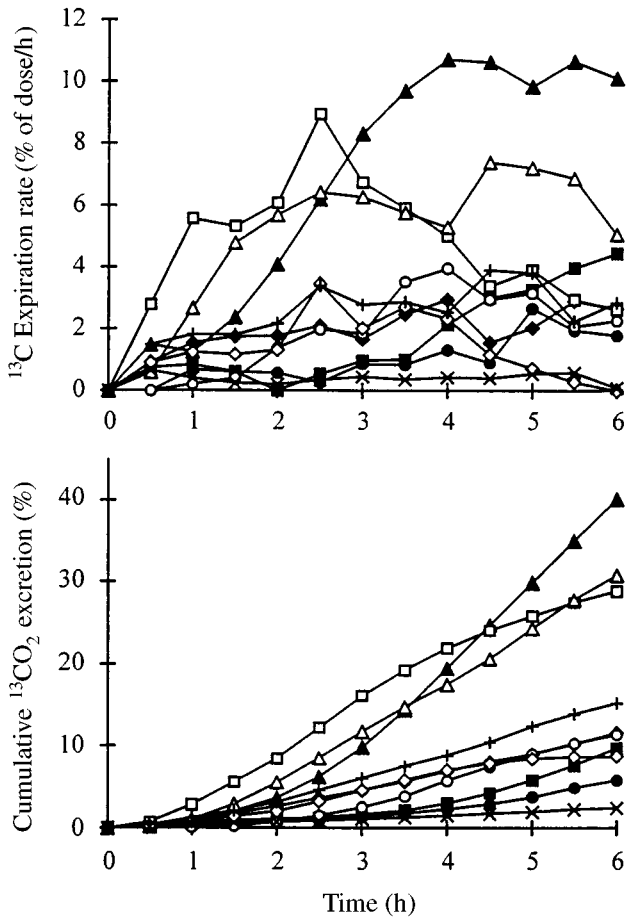 ¹³C Expiration rate (% of dose/h)
12
10
8
6
4
2
0
0 1 2 3 4 5 6
Cumulative ¹³CO₂ excretion (%)
40
30
20
10
0
0 1 2 3 4 5 6
Time (h)